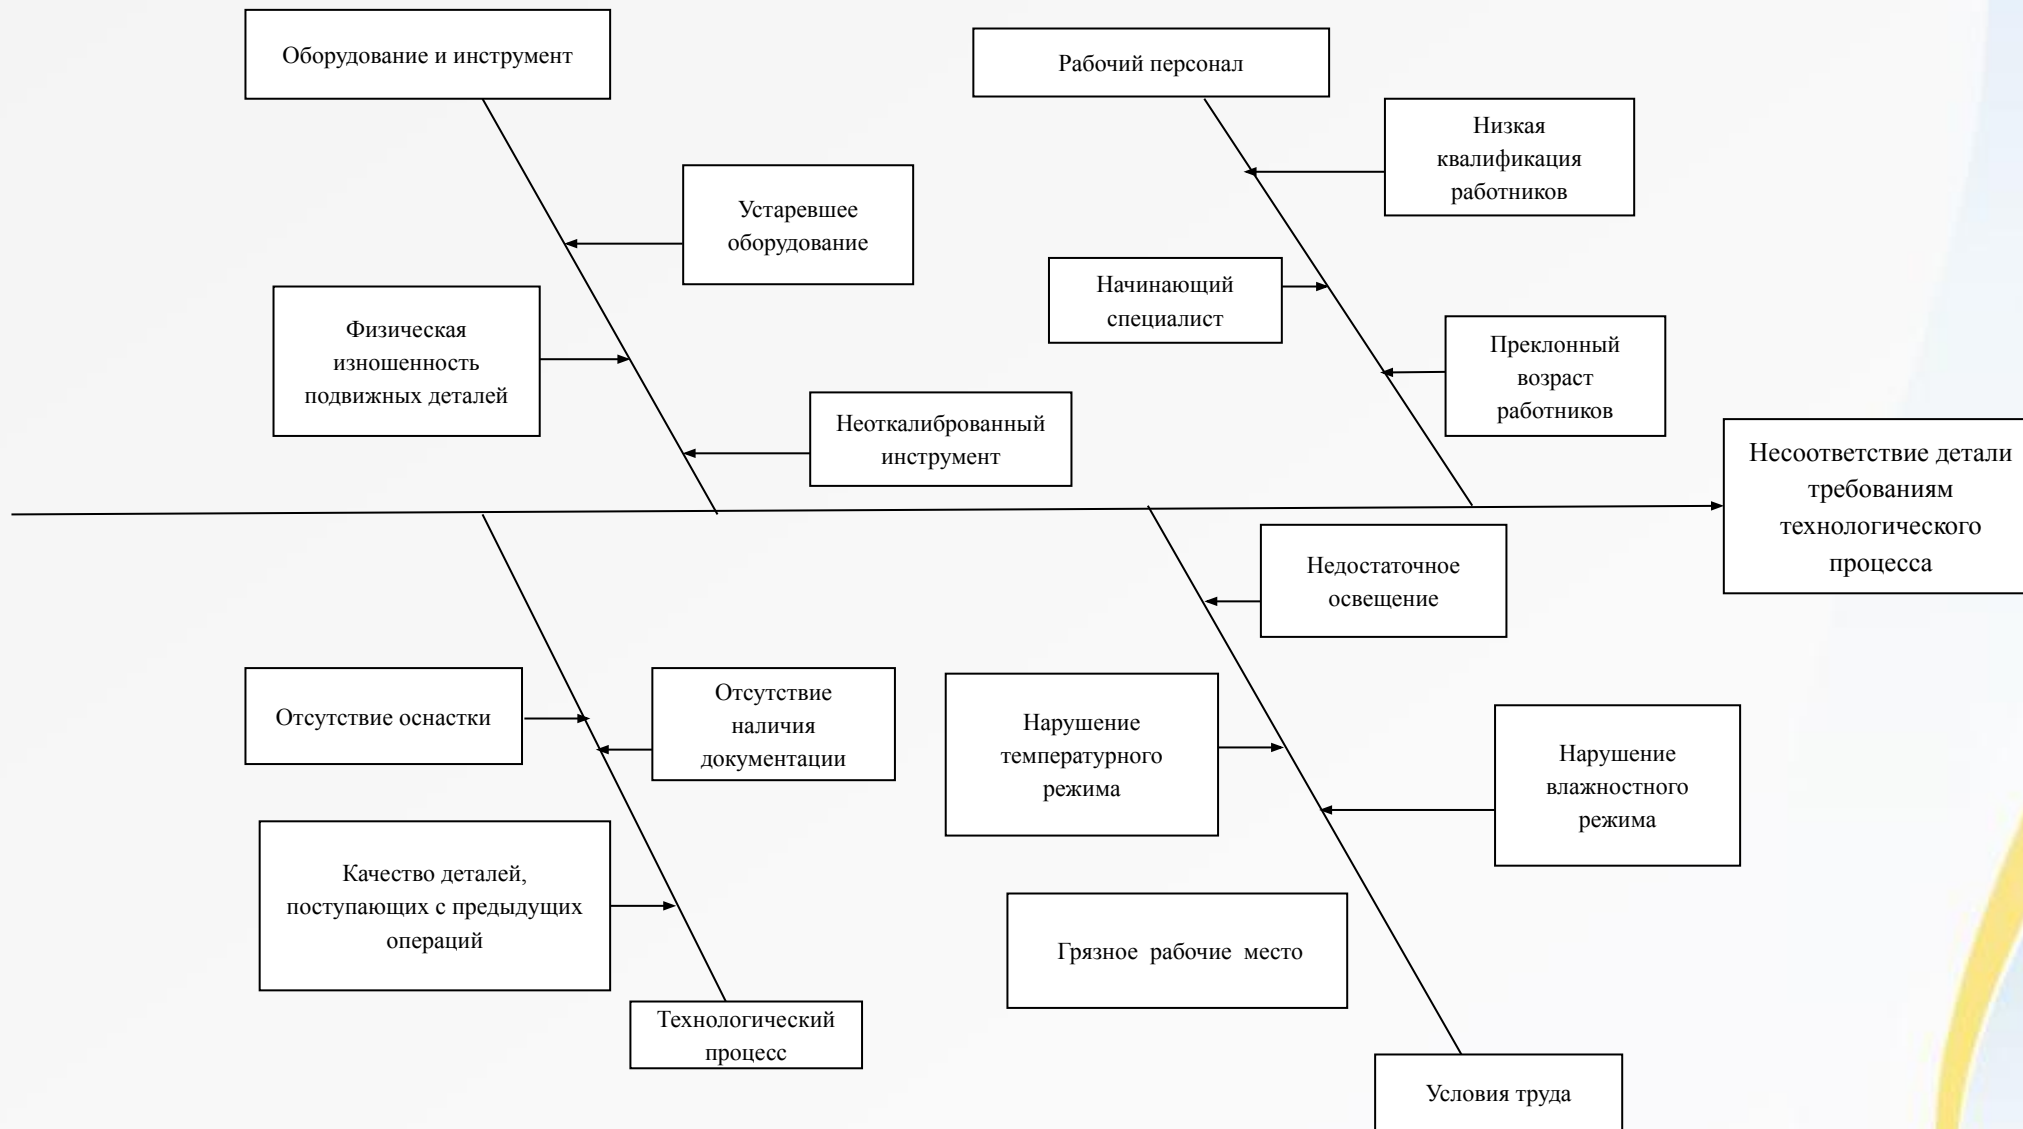 Оборудование и инструмент
Рабочий персонал
Низкая
квалификация
работников
Устаревшее
оборудование
Начинающий
специалист
Физическая
изношенность
подвижных деталей
Преклонный
возраст
работников
Неоткалиброванный
инструмент
Несоответствие детали
требованиям
технологического
процесса
Недостаточное
освещение
Отсутствие оснастки
Отсутствие
наличия
документации
Нарушение
температурного
режима
Нарушение
влажностного
режима
Качество деталей,
поступающих с предыдущих
операций
Грязное рабочие место
Технологический
процесс
Условия труда